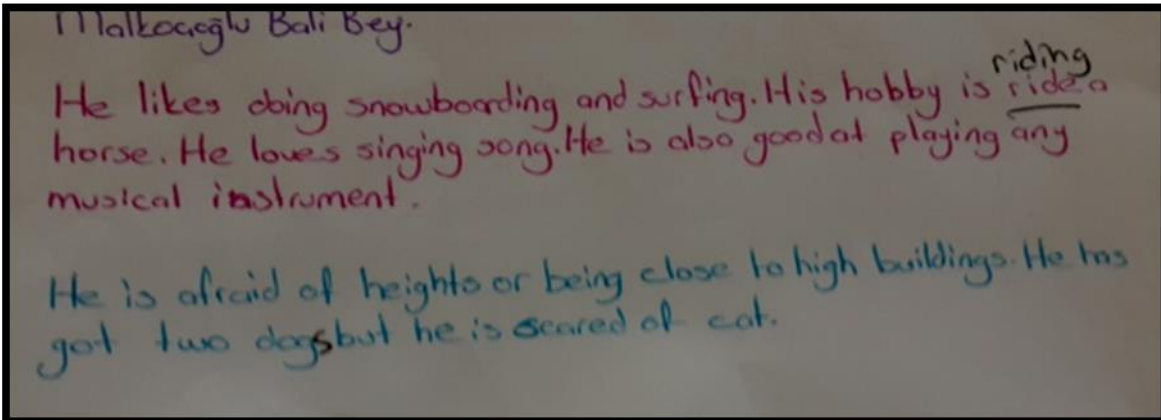 Malkoçoğlu Bali Bey.
riding
He likes doing snowboarding and surfing. His hobby is ride a
horse. He loves singing song. He is also good at playing any
musical instrument.
He is afraid of heights or being close to high buildings. He has
got two dogs but he is scared of cat.